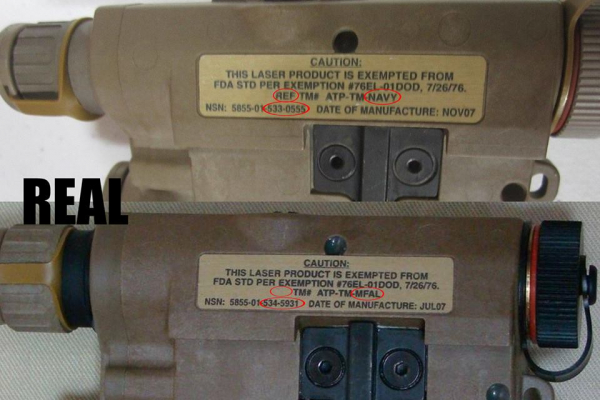 CAUTION:
THIS LASER PRODUCT IS EXEMPTED FROM
FDA STD PER EXEMPTION #76EL-01DOD, 7/26/76.
REF TM# ATP-TM-NAVY
NSN: 5855-01-533-0555 DATE OF MANUFACTURE: NOV07
REAL
CAUTION:
THIS LASER PRODUCT IS EXEMPTED FROM
FDA STD PER EXEMPTION #76EL-01DOD, 7/26/76.
TM# ATP-TM-MFAL
NSN: 5855-01-534-5931 DATE OF MANUFACTURE: JUL07